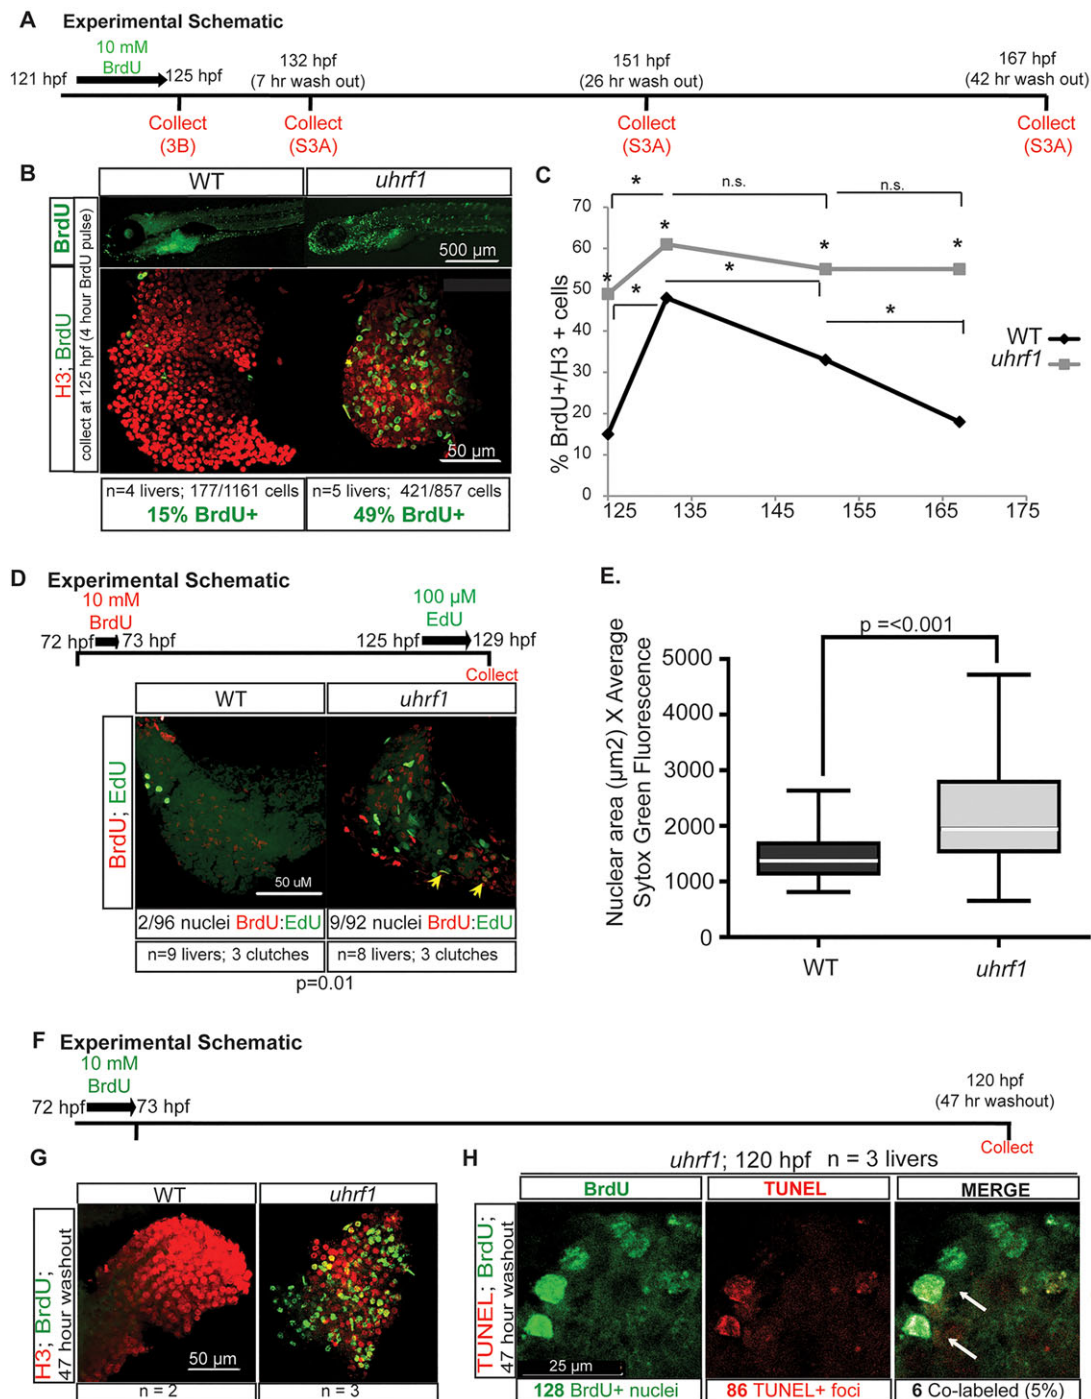 A Experimental Schematic
10 mM
BrdU
121 hpf
125 hpf
132 hpf
(7 hr wash out)
151 hpf
(26 hr wash out)
167 hpf
(42 hr wash out)
Collect
(3B)
Collect
(S3A)
Collect
(S3A)
Collect
(S3A)
B
WT
uhrf1
BrdU
H3; BrdU
collect at 125 hpf (4 hour BrdU pulse)
500 µm
50 µm
n=4 livers; 177/1161 cells
15% BrdU+
n=5 livers; 421/857 cells
49% BrdU+
C
% BrdU+/H3 + cells
70
60
50
40
30
20
10
0
125 135 145 155 165 175
* n.s. n.s.
* * * *
* * *
WT
uhrf1
D Experimental Schematic
10 mM
BrdU
72 hpf
73 hpf
100 µM
EdU
125 hpf
129 hpf
Collect
WT
uhrf1
BrdU; EdU
50 uM
2/96 nuclei BrdU:EdU
9/92 nuclei BrdU:EdU
n=9 livers; 3 clutches
n=8 livers; 3 clutches
p=0.01
E.
p =<0.001
Nuclear area (µm2) X Average
Sytox Green Fluorescence
5000
4000
3000
2000
1000
0
WT
uhrf1
F Experimental Schematic
10 mM
BrdU
72 hpf
73 hpf
120 hpf
(47 hr washout)
Collect
G
WT
uhrf1
H3; BrdU;
47 hour washout
50 µm
n = 2
n = 3
H
uhrf1; 120 hpf n = 3 livers
BrdU
TUNEL
MERGE
TUNEL; BrdU;
47 hour washout
25 µm
128 BrdU+ nuclei
86 TUNEL+ foci
6 Co-labeled (5%)